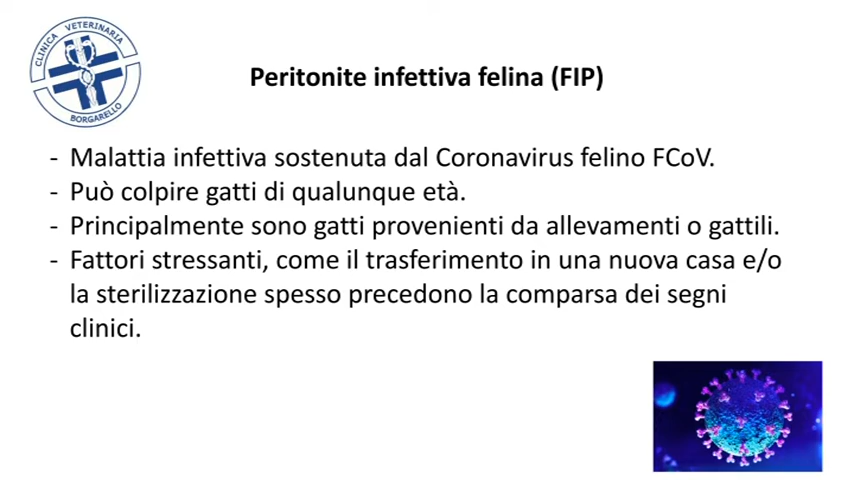 CLINICA VETERINARIA
BORGARELLO
Peritonite infettiva felina (FIP)
- Malattia infettiva sostenuta dal Coronavirus felino FCoV.
- Può colpire gatti di qualunque età.
- Principalmente sono gatti provenienti da allevamenti o gattili.
- Fattori stressanti, come il trasferimento in una nuova casa e/o
la sterilizzazione spesso precedono la comparsa dei segni
clinici.